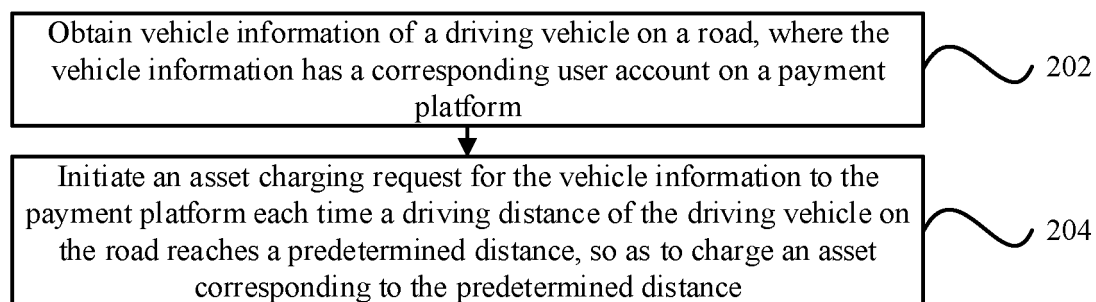 Obtain vehicle information of a driving vehicle on a road, where the
vehicle information has a corresponding user account on a payment
platform
202
Initiate an asset charging request for the vehicle information to the
payment platform each time a driving distance of the driving vehicle on
the road reaches a predetermined distance, so as to charge an asset
corresponding to the predetermined distance
204